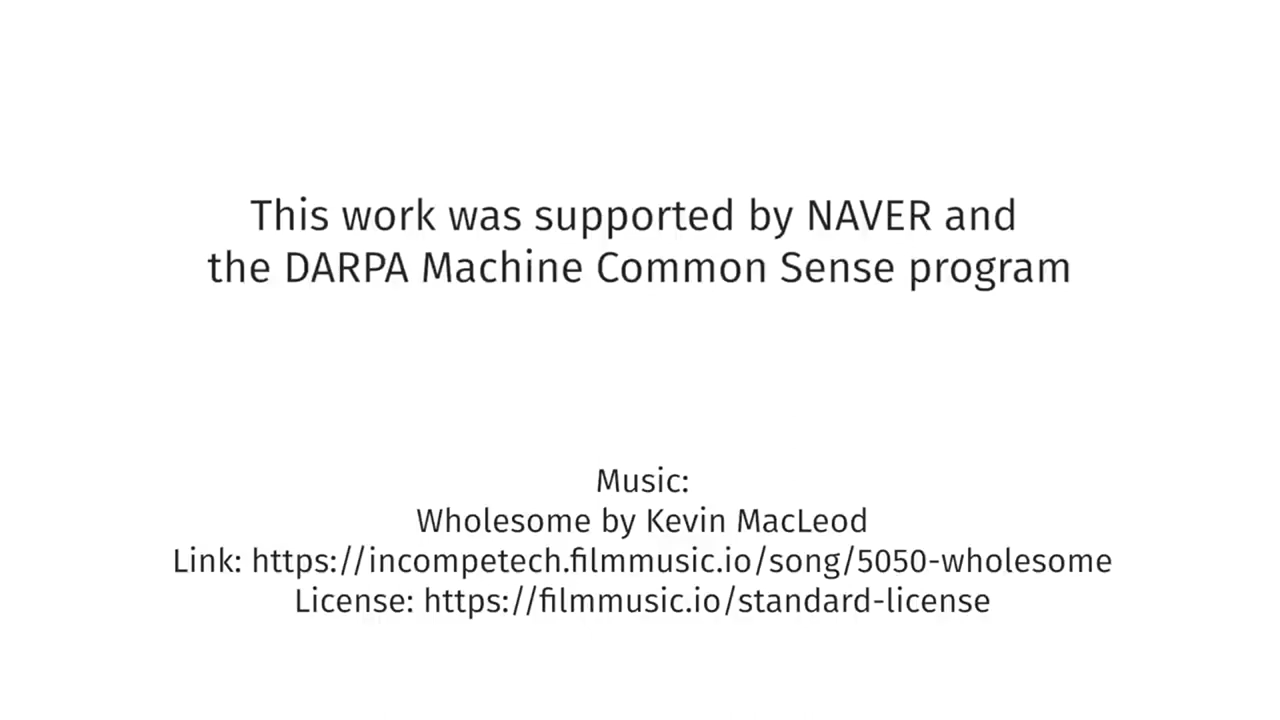 This work was supported by NAVER and
the DARPA Machine Common Sense program
Music:
Wholesome by Kevin MacLeod
Link: https://incompetech.filmmusic.io/song/5050-wholesome
License: https://filmmusic.io/standard-license